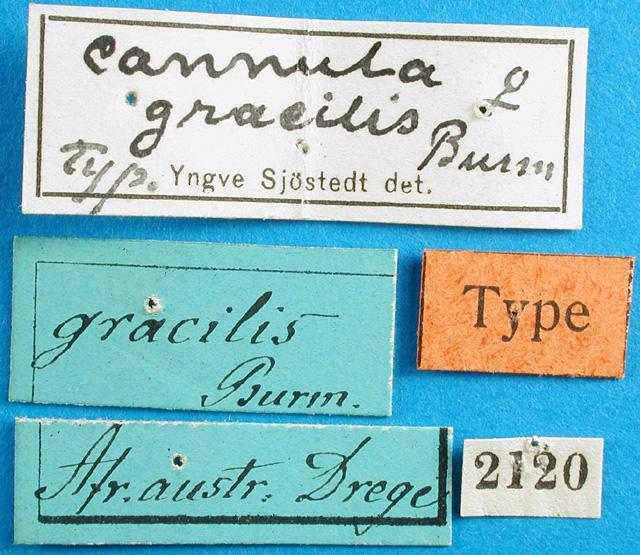 cannula ♀
gracilis Burm
Typ. Yngve Sjöstedt det.
gracilis
Burm.
Type
Afr. austr. Drege
2120